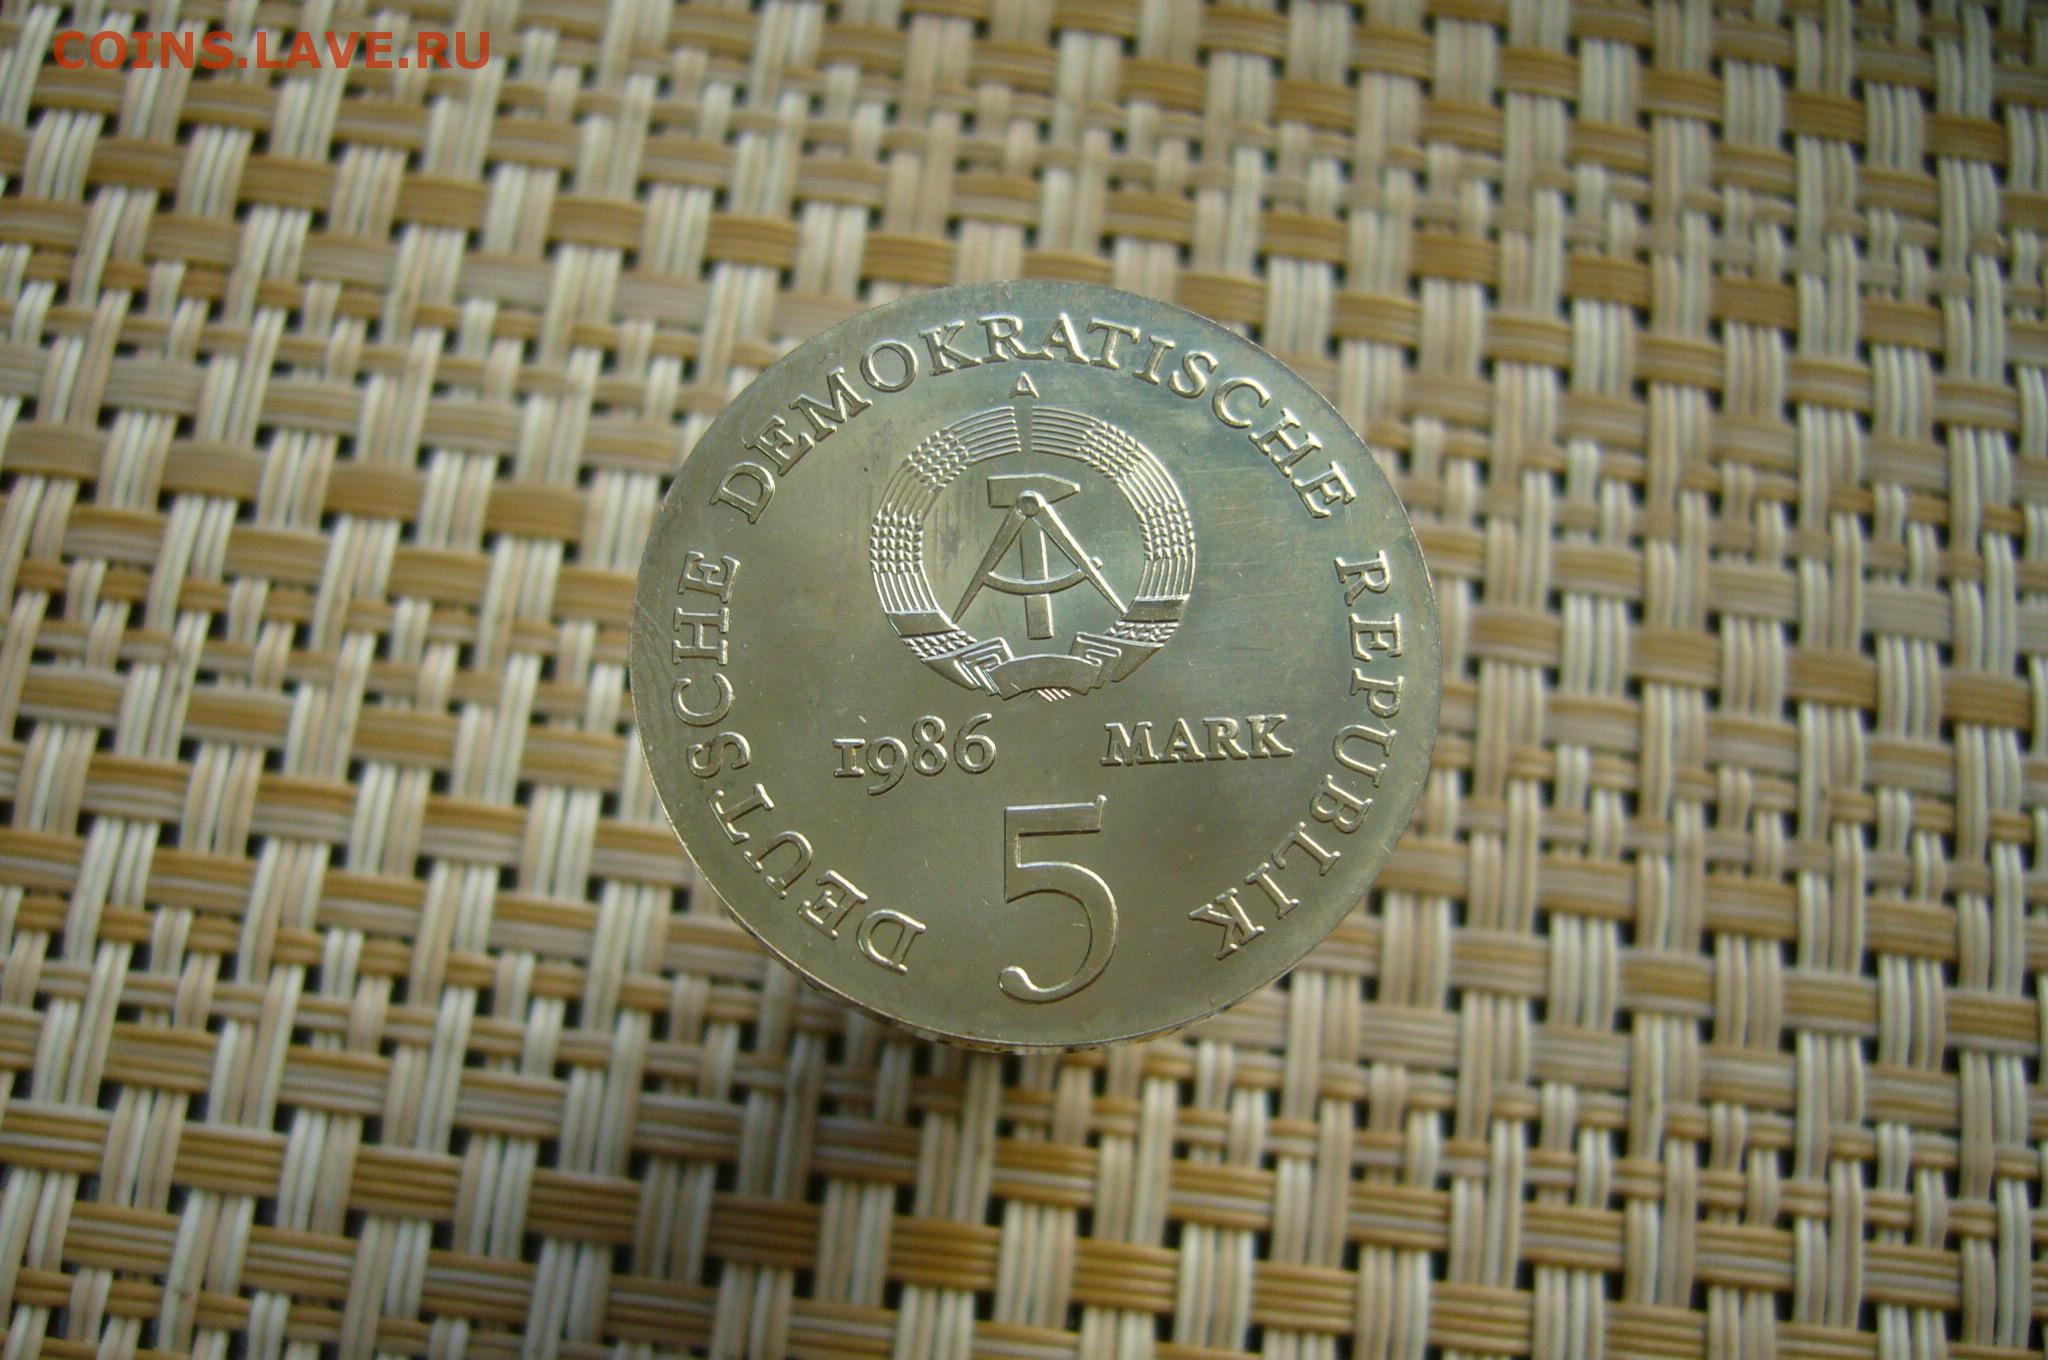 COINS.LAVE.RU
DEUTSCHE DEMOKRATISCHE REPUBLIK
A
1986 MARK
5